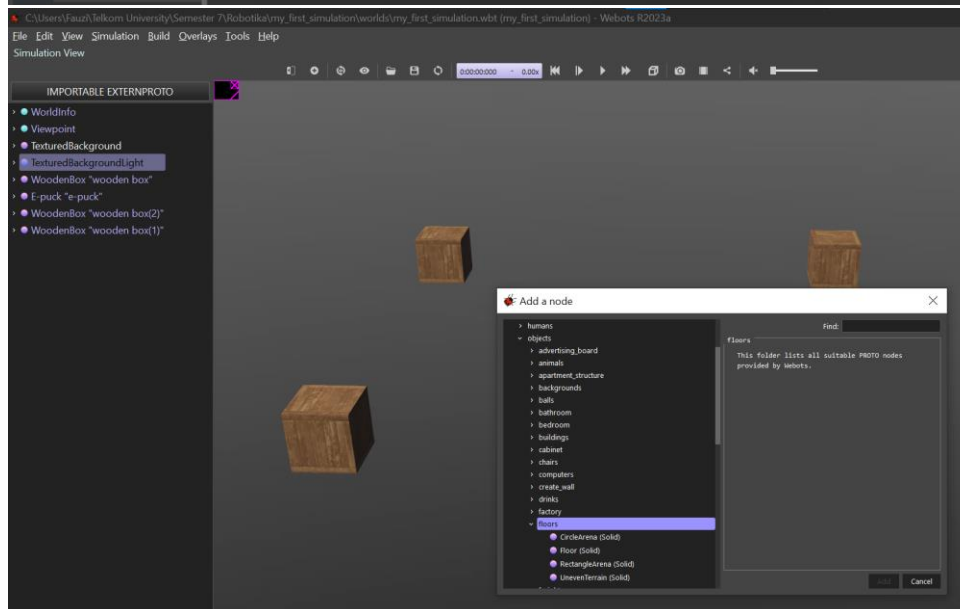 C:\Users\Fauzi\Telkom University\Semester 7\Robotika\my_first_simulation\worlds\my_first_simulation.wbt (my_first_simulation) - Webots R2023a
File Edit View Simulation Build Overlays Tools Help
Simulation View
0:00:00:000 - 0.00x
IMPORTABLE EXTERNPROTO
WorldInfo
Viewpoint
TexturedBackground
TexturedBackgroundLight
WoodenBox "wooden box"
E-puck "e-puck"
WoodenBox "wooden box(2)"
WoodenBox "wooden box(1)"
Add a node
humans
objects
advertising_board
animals
apartment_structure
backgrounds
balls
bathroom
bedroom
buildings
cabinet
chairs
computers
create_wall
drinks
factory
floors
CircleArena (Solid)
Floor (Solid)
RectangleArena (Solid)
UnevenTerrain (Solid)
Find:
floors
This folder lists all suitable PROTO nodes
provided by Webots.
Add Cancel